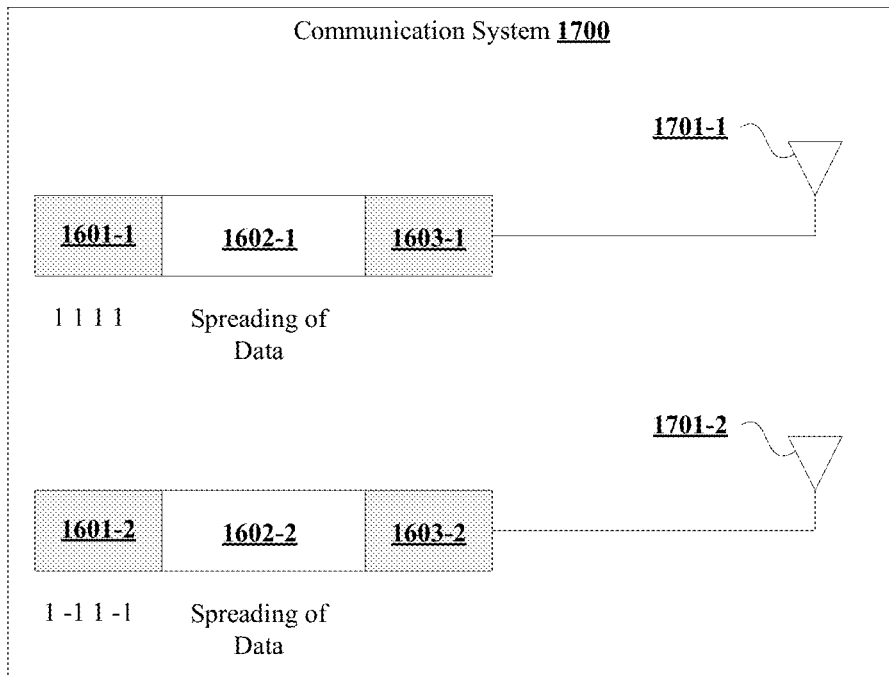 Communication System 1700
1701-1
1601-1 1602-1 1603-1
1 1 1 1 Spreading of
Data
1701-2
1601-2 1602-2 1603-2
1 -1 1 -1 Spreading of
Data